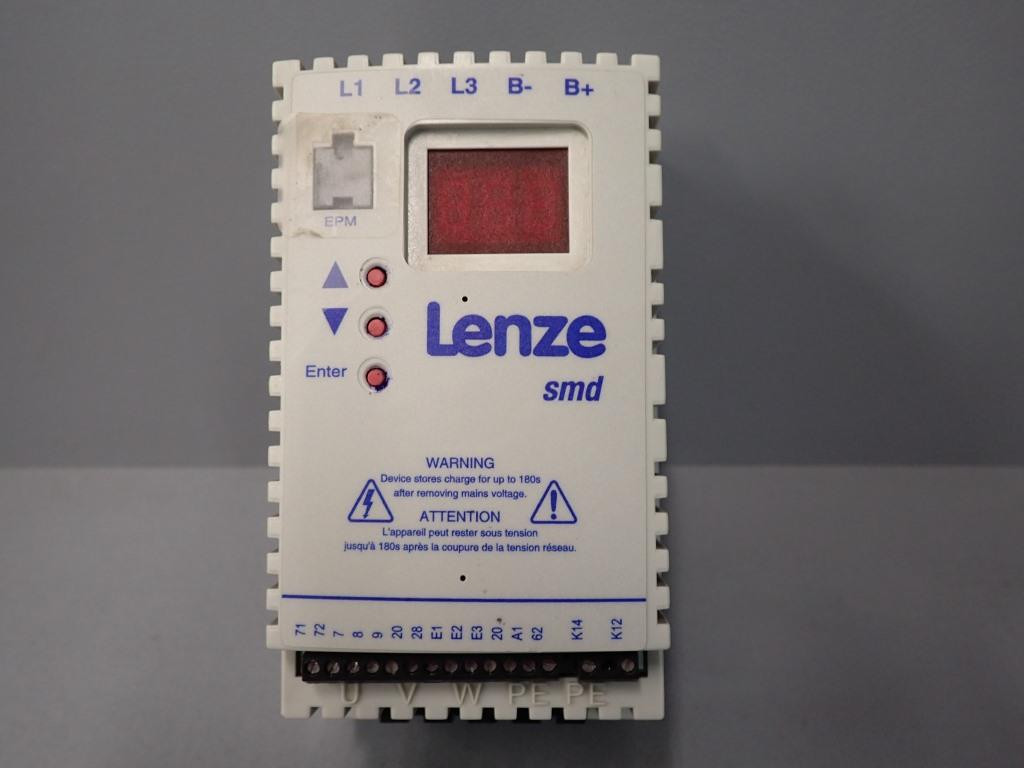 L1 L2 L3 B- B+
EPM
Enter
Lenze
smd
WARNING
Device stores charge for up to 180s
after removing mains voltage.
ATTENTION
L'appareil peut rester sous tension
jusqu'à 180s après la coupure de la tension réseau.
71 72 7 8 9 20 28 E1 E2 E3 20 A1 62 K14 K12
U V W PE PE